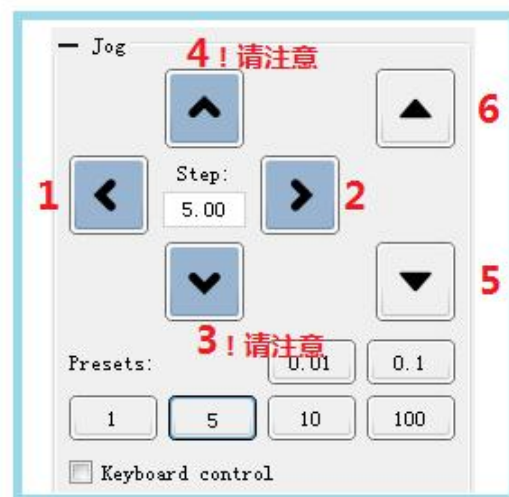 Jog
4！请注意
6
1
Step:
2
5.00
5
3！请注意
Presets:
0.01
0.1
1
5
10
100
Keyboard control